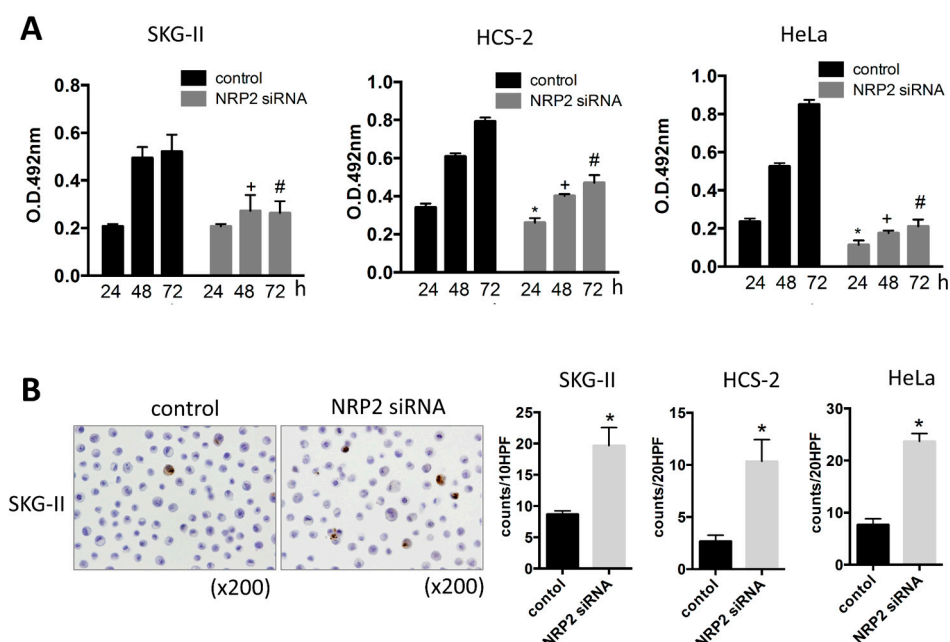 A
SKG-II
HCS-2
HeLa
control
NRP2 siRNA
O.D.492nm
0.8
0.6
0.4
0.2
0.0
+
#
24 48 72 24 48 72 h
control
NRP2 siRNA
O.D.492nm
1.0
0.8
0.6
0.4
0.2
0.0
*
+
#
24 48 72 24 48 72 h
control
NRP2 siRNA
O.D.492nm
1.0
0.8
0.6
0.4
0.2
0.0
*
+
#
24 48 72 24 48 72 h
B
control
NRP2 siRNA
SKG-II
(x200)
(x200)
SKG-II
counts/10HPF
25
20
15
10
5
0
*
contol
NRP2 siRNA
HCS-2
counts/20HPF
15
10
5
0
*
contol
NRP2 siRNA
HeLa
counts/20HPF
30
20
10
0
*
contol
NRP2 siRNA